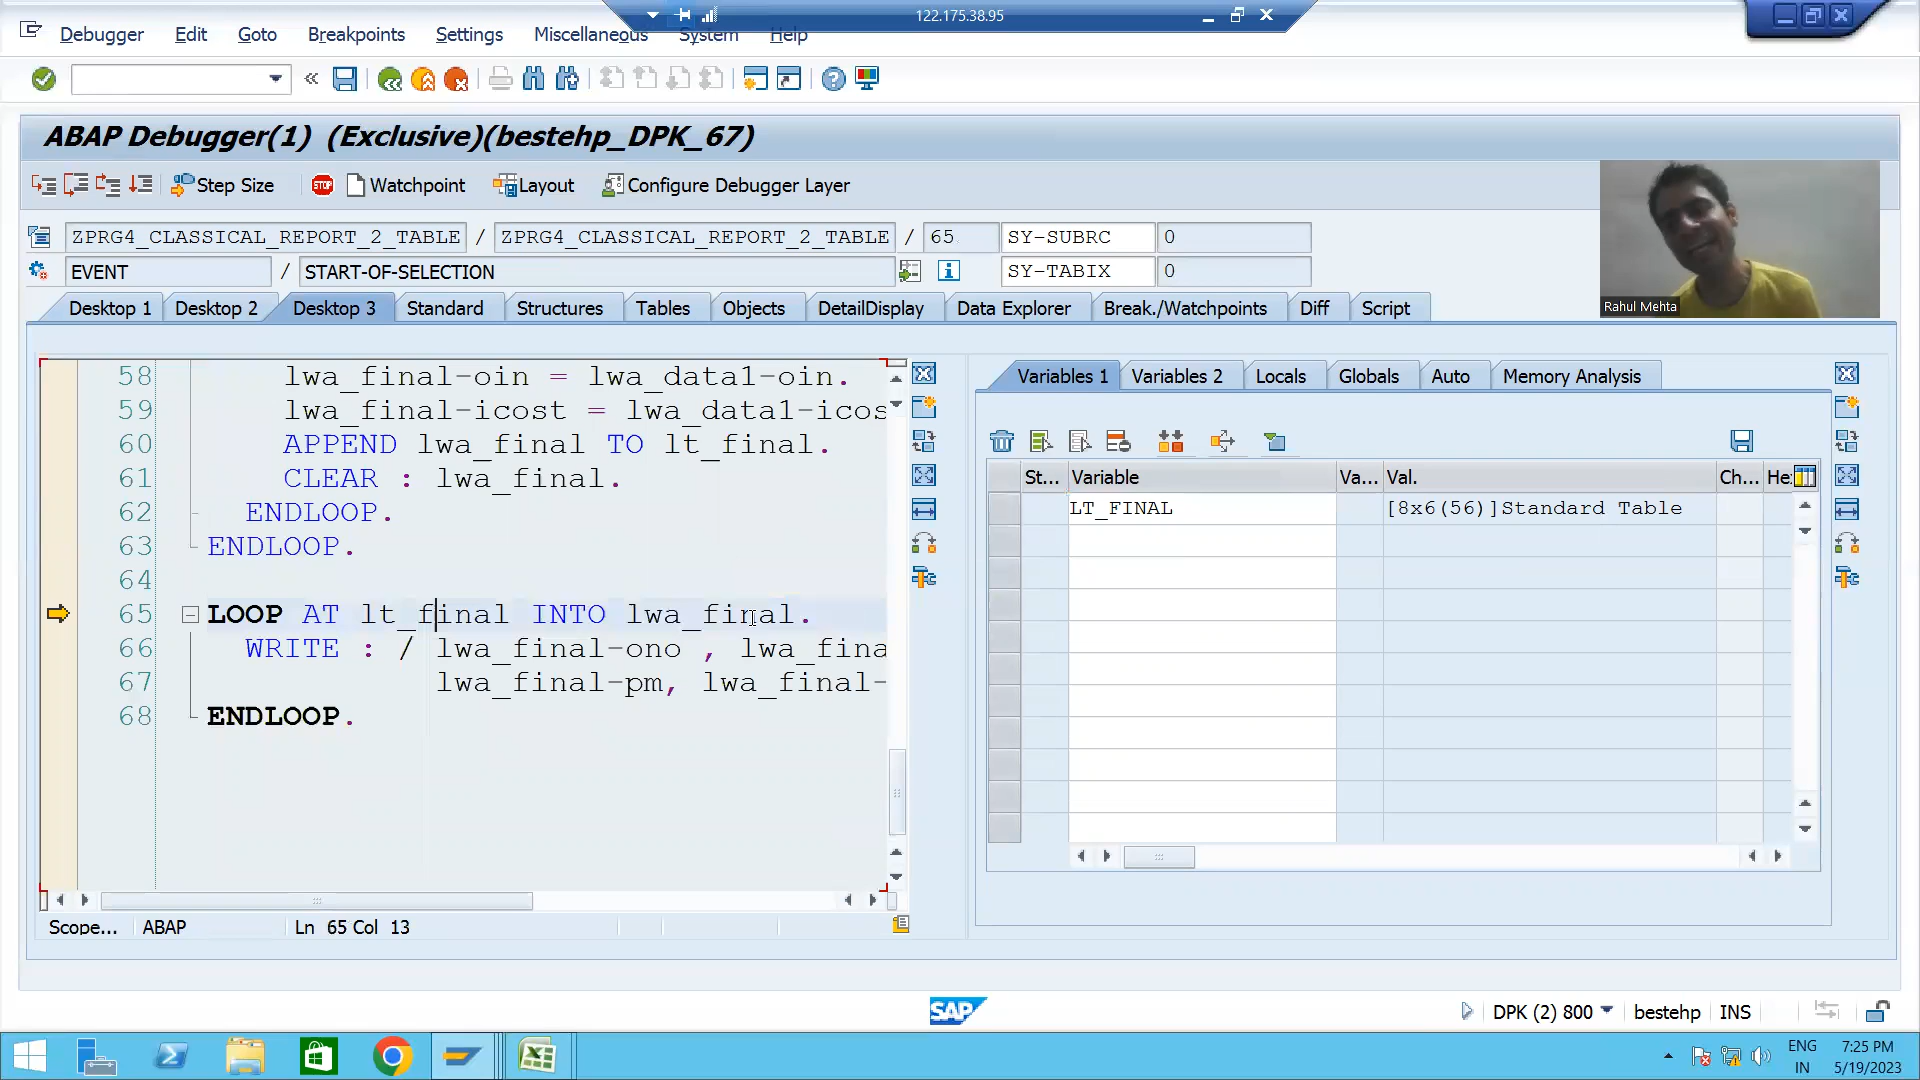 122.175.38.95
Debugger Edit Goto Breakpoints Settings Miscellaneous System Help
ABAP Debugger(1) (Exclusive)(bestehp_DPK_67)
Step Size STOP Watchpoint Layout Configure Debugger Layer
ZPRG4_CLASSICAL_REPORT_2_TABLE / ZPRG4_CLASSICAL_REPORT_2_TABLE / 65 SY-SUBRC 0
EVENT / START-OF-SELECTION SY-TABIX 0
Rahul Mehta
Desktop 1 Desktop 2 Desktop 3 Standard Structures Tables Objects DetailDisplay Data Explorer Break./Watchpoints Diff Script
Variables 1 Variables 2 Locals Globals Auto Memory Analysis
St... Variable Va... Val. Ch... He
LT_FINAL [8x6(56)]Standard Table
58 lwa_final-oin = lwa_data1-oin.
59 lwa_final-icost = lwa_data1-icos
60 APPEND lwa_final TO lt_final.
61 CLEAR : lwa_final.
62 ENDLOOP.
63 ENDLOOP.
64
65 LOOP AT lt_final INTO lwa_final.
66 WRITE : / lwa_final-ono , lwa_fina
67 lwa_final-pm, lwa_final-
68 ENDLOOP.
Scope... ABAP Ln 65 Col 13
SAP
DPK (2) 800 bestehp INS
ENG 7:25 PM
IN 5/19/2023